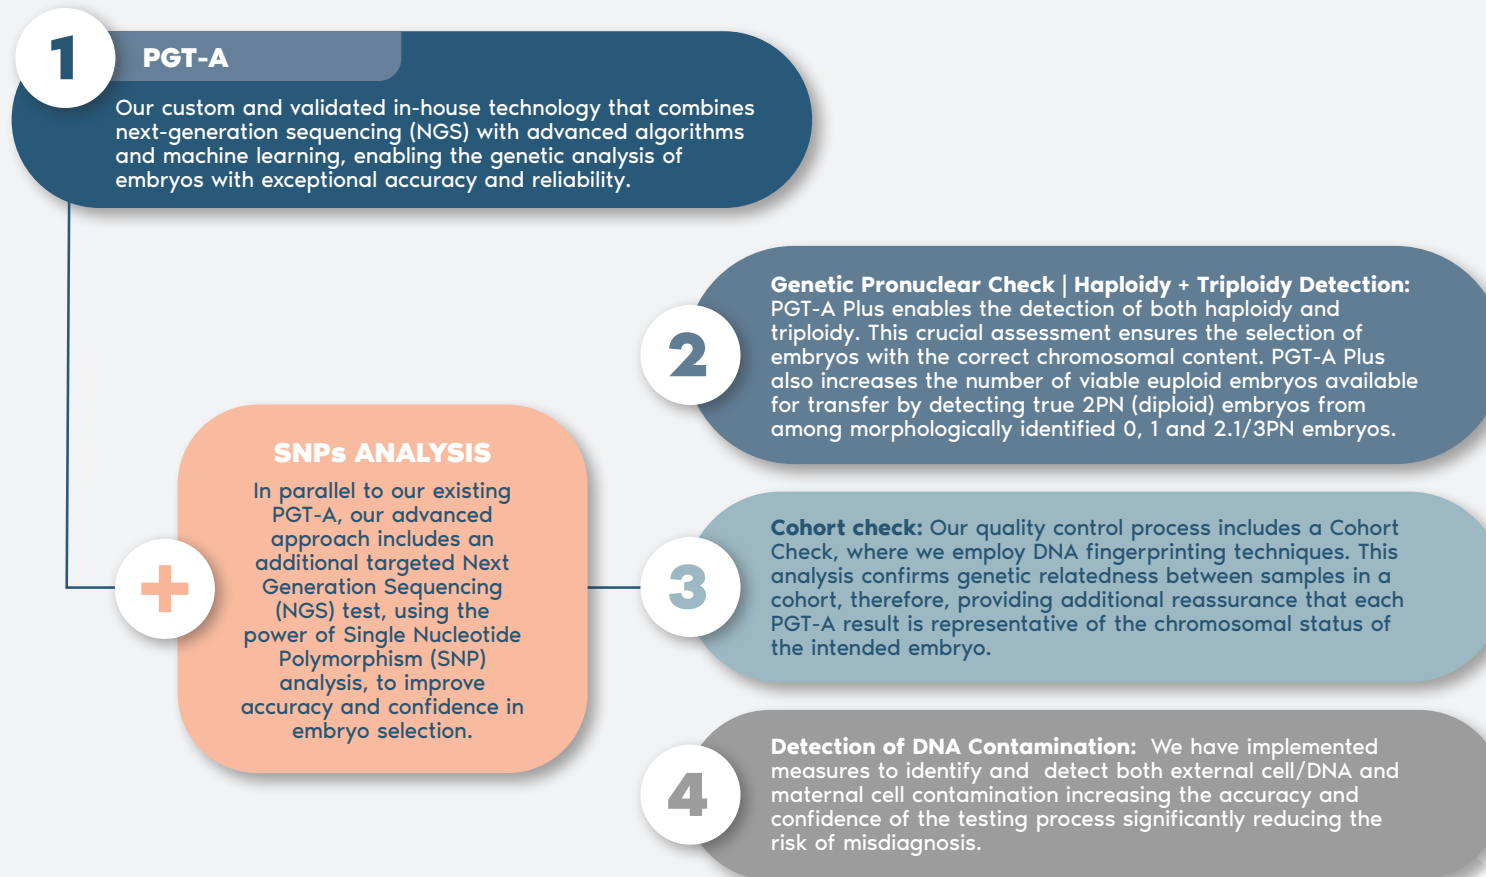 1
PGT-A
Our custom and validated in-house technology that combines
next-generation sequencing (NGS) with advanced algorithms
and machine learning, enabling the genetic analysis of
embryos with exceptional accuracy and reliability.
+
SNPs ANALYSIS
In parallel to our existing
PGT-A, our advanced
approach includes an
additional targeted Next
Generation Sequencing
(NGS) test, using the
power of Single Nucleotide
Polymorphism (SNP)
analysis, to improve
accuracy and confidence in
embryo selection.
2
Genetic Pronuclear Check | Haploidy + Triploidy Detection:
PGT-A Plus enables the detection of both haploidy and
triploidy. This crucial assessment ensures the selection of
embryos with the correct chromosomal content. PGT-A Plus
also increases the number of viable euploid embryos available
for transfer by detecting true 2PN (diploid) embryos from
among morphologically identified 0, 1 and 2.1/3PN embryos.
3
Cohort check: Our quality control process includes a Cohort
Check, where we employ DNA fingerprinting techniques. This
analysis confirms genetic relatedness between samples in a
cohort, therefore, providing additional reassurance that each
PGT-A result is representative of the chromosomal status of
the intended embryo.
4
Detection of DNA Contamination:  We have implemented
measures to identify and  detect both external cell/DNA and
maternal cell contamination increasing the accuracy and
confidence of the testing process significantly reducing the
risk of misdiagnosis.